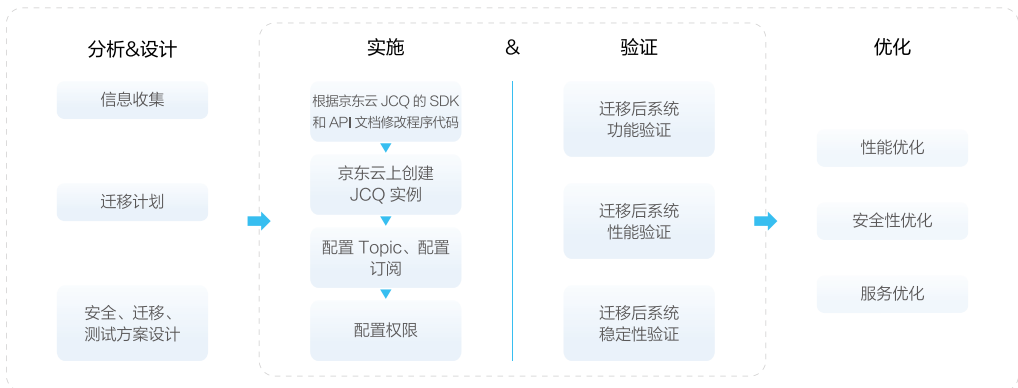 分析&设计
信息收集
迁移计划
安全、迁移、
测试方案设计
实施
&
验证
根据京东云 JCQ 的 SDK
和 API 文档修改程序代码
京东云上创建
JCQ 实例
配置 Topic、配置
订阅
配置权限
迁移后系统
功能验证
迁移后系统
性能验证
迁移后系统
稳定性验证
优化
性能优化
安全性优化
服务优化